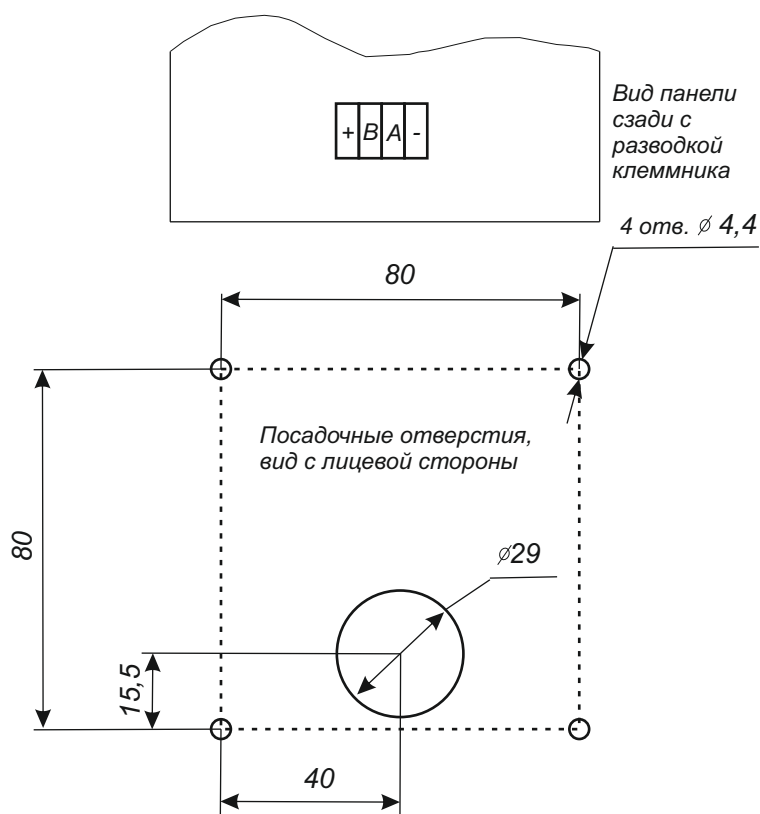 Вид панели
сзади с
разводкой
клеммника
+ B A -
4 отв. ⌀ 4,4
80
Посадочные отверстия,
вид с лицевой стороны
80
⌀29
15,5
40